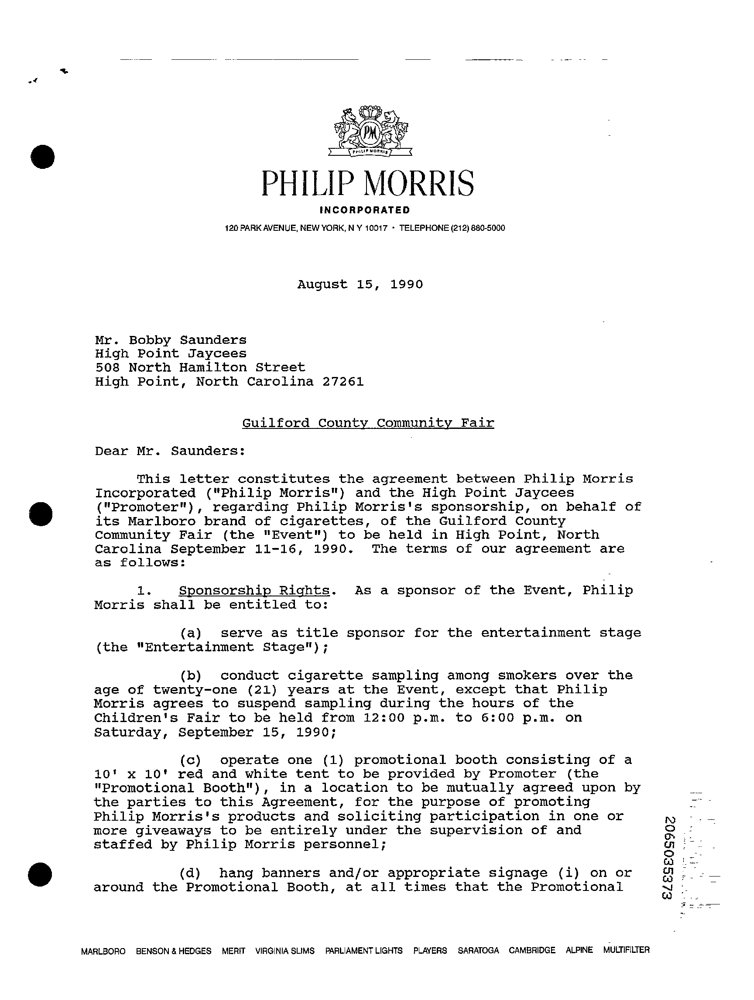 PM
PHILIP MORRIS
PHILIP MORRIS
INCORPORATED
120 PARK AVENUE, NEW YORK, N Y 10017 • TELEPHONE (212) 880-5000
August 15, 1990
Mr. Bobby Saunders
High Point Jaycees
508 North Hamilton Street
High Point, North Carolina 27261
Guilford County Community Fair
Dear Mr. Saunders:
This letter constitutes the agreement between Philip Morris
Incorporated ("Philip Morris") and the High Point Jaycees
("Promoter"), regarding Philip Morris's sponsorship, on behalf of
its Marlboro brand of cigarettes, of the Guilford County
Community Fair (the "Event") to be held in High Point, North
Carolina September 11-16, 1990. The terms of our agreement are
as follows:
1. Sponsorship Rights. As a sponsor of the Event, Philip
Morris shall be entitled to:
(a) serve as title sponsor for the entertainment stage
(the "Entertainment Stage");
(b) conduct cigarette sampling among smokers over the
age of twenty-one (21) years at the Event, except that Philip
Morris agrees to suspend sampling during the hours of the
Children's Fair to be held from 12:00 p.m. to 6:00 p.m. on
Saturday, September 15, 1990;
(c) operate one (1) promotional booth consisting of a
10' x 10' red and white tent to be provided by Promoter (the
"Promotional Booth"), in a location to be mutually agreed upon by
the parties to this Agreement, for the purpose of promoting
Philip Morris's products and soliciting participation in one or
more giveaways to be entirely under the supervision of and
staffed by Philip Morris personnel;
(d) hang banners and/or appropriate signage (i) on or
around the Promotional Booth, at all times that the Promotional
2065035373
MARLBORO BENSON & HEDGES MERIT VIRGINIA SLIMS PARLIAMENT LIGHTS PLAYERS SARATOGA CAMBRIDGE ALPINE MULTIFILTER